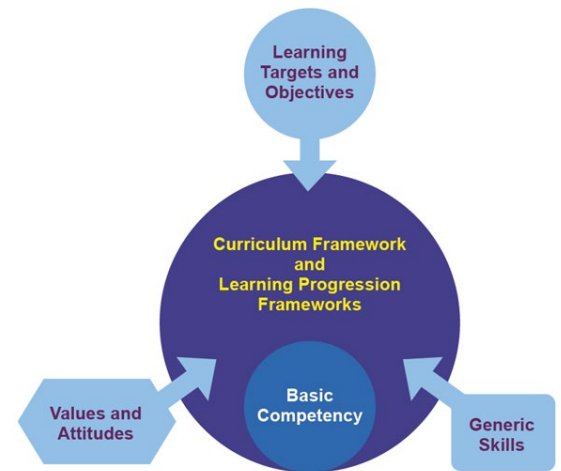 Learning
Targets and
Objectives
Curriculum Framework
and
Learning Progression
Frameworks
Basic
Competency
Values and
Attitudes
Generic
Skills